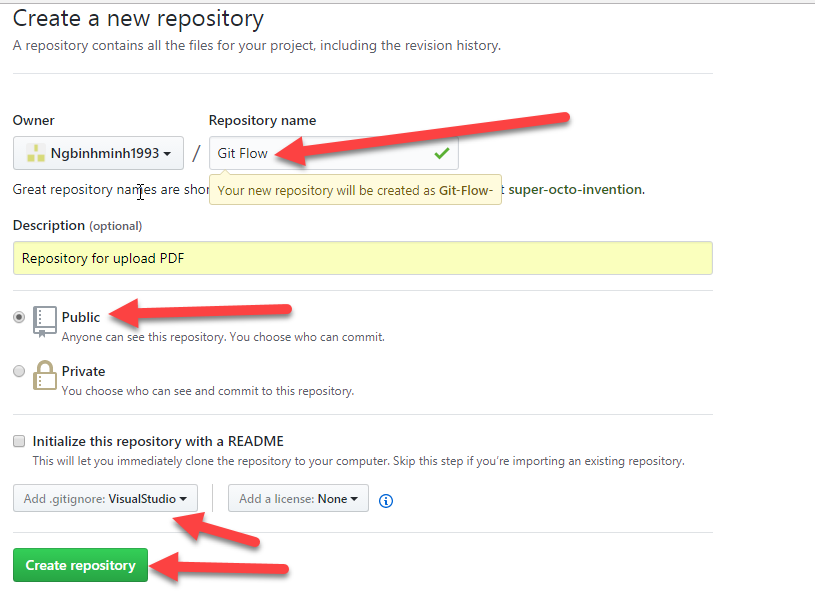 Create a new repository
A repository contains all the files for your project, including the revision history.
Owner
Repository name
Ngbinhminh1993
/
Git Flow
Great repository names are shor
Your new repository will be created as Git-Flow-
t super-octo-invention.
Description (optional)
Repository for upload PDF
Public
Anyone can see this repository. You choose who can commit.
Private
You choose who can see and commit to this repository.
Initialize this repository with a README
This will let you immediately clone the repository to your computer. Skip this step if you’re importing an existing repository.
Add .gitignore: VisualStudio
Add a license: None
Create repository